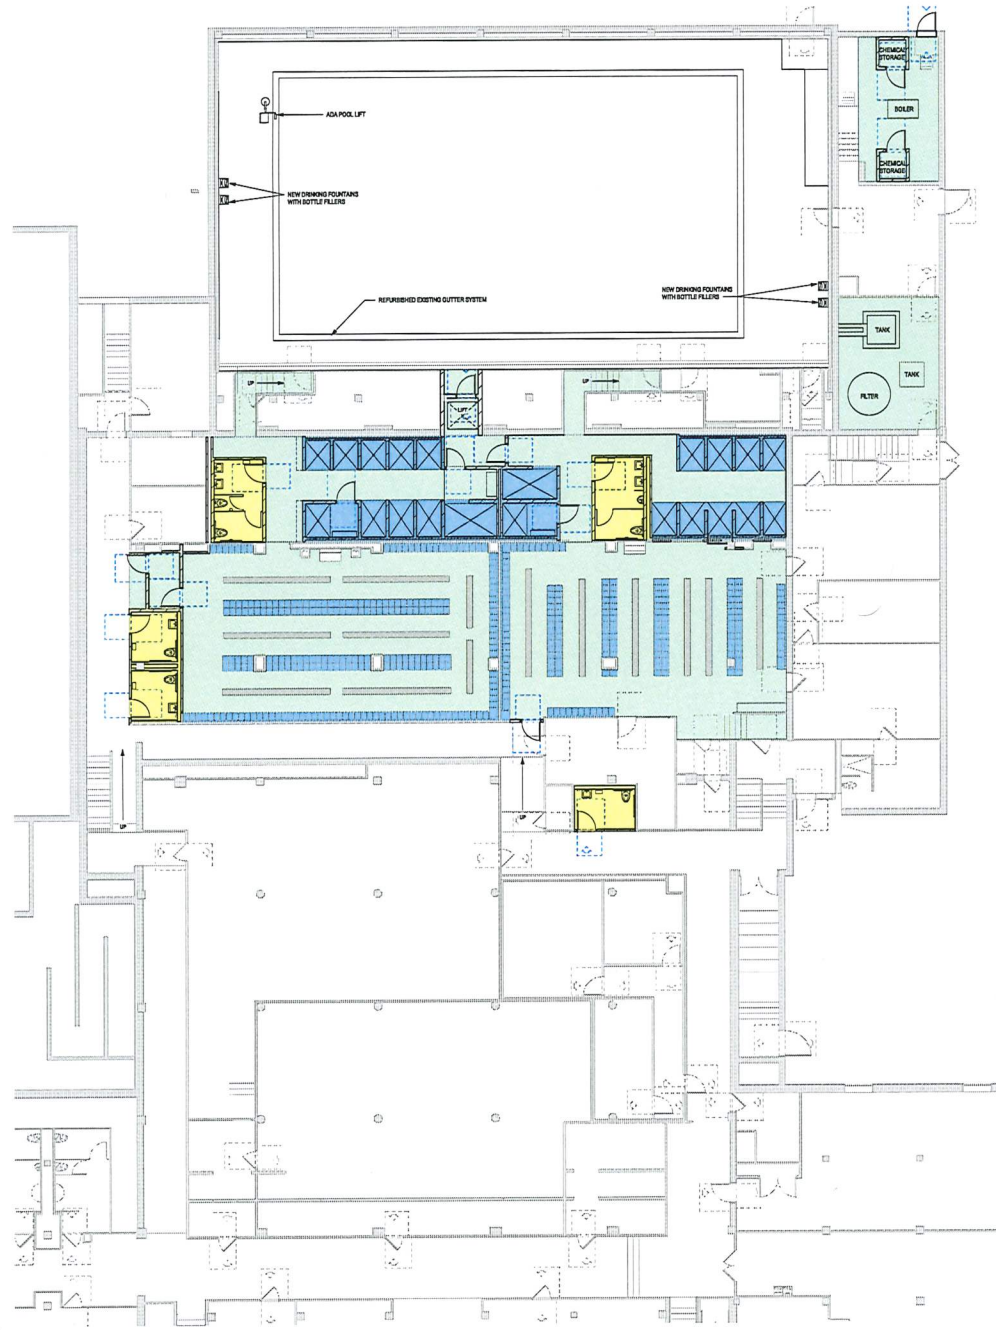 CHEMICAL
STORAGE
BOILER
CHEMICAL
STORAGE
ADA POOL LIFT
NEW DRINKING FOUNTAINS
WITH BOTTLE FILLERS
NEW DRINKING FOUNTAINS
WITH BOTTLE FILLERS
REFURBISHED EXISTING GUTTER SYSTEM
TANK
TANK
FILTER
UP
UP
LIFT
UP
UP